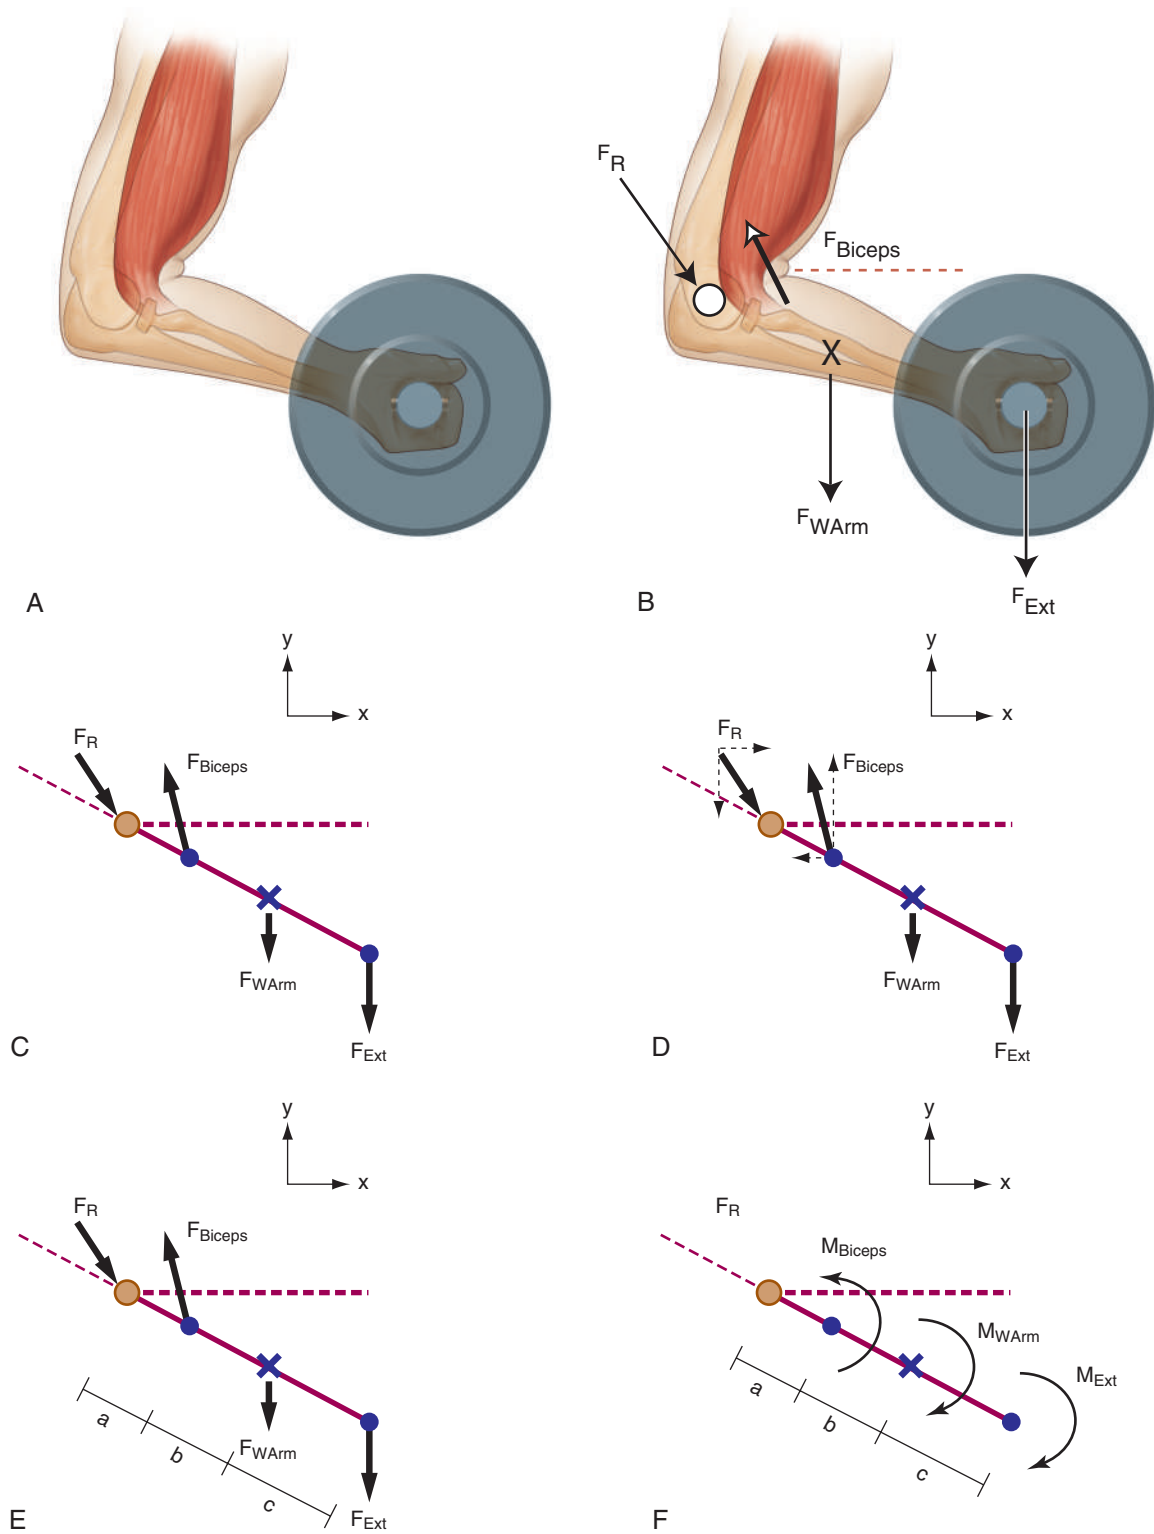 F_R
F_Biceps
X
F_WArm
F_Ext
A
B
y
x
F_R
F_Biceps
F_WArm
F_Ext
C
y
x
F_R
F_Biceps
F_WArm
F_Ext
D
y
x
F_R
F_Biceps
a
b
c
F_WArm
F_Ext
E
y
x
F_R
M_Biceps
M_WArm
M_Ext
a
b
c
F